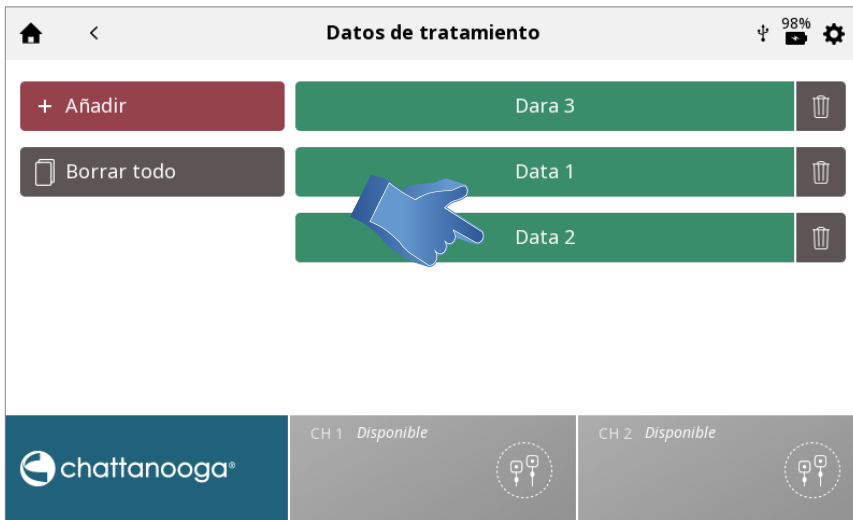 Datos de tratamiento
98%
+ Añadir
Dara 3
Borrar todo
Data 1
Data 2
CH 1 Disponible
CH 2 Disponible
chattanooga®